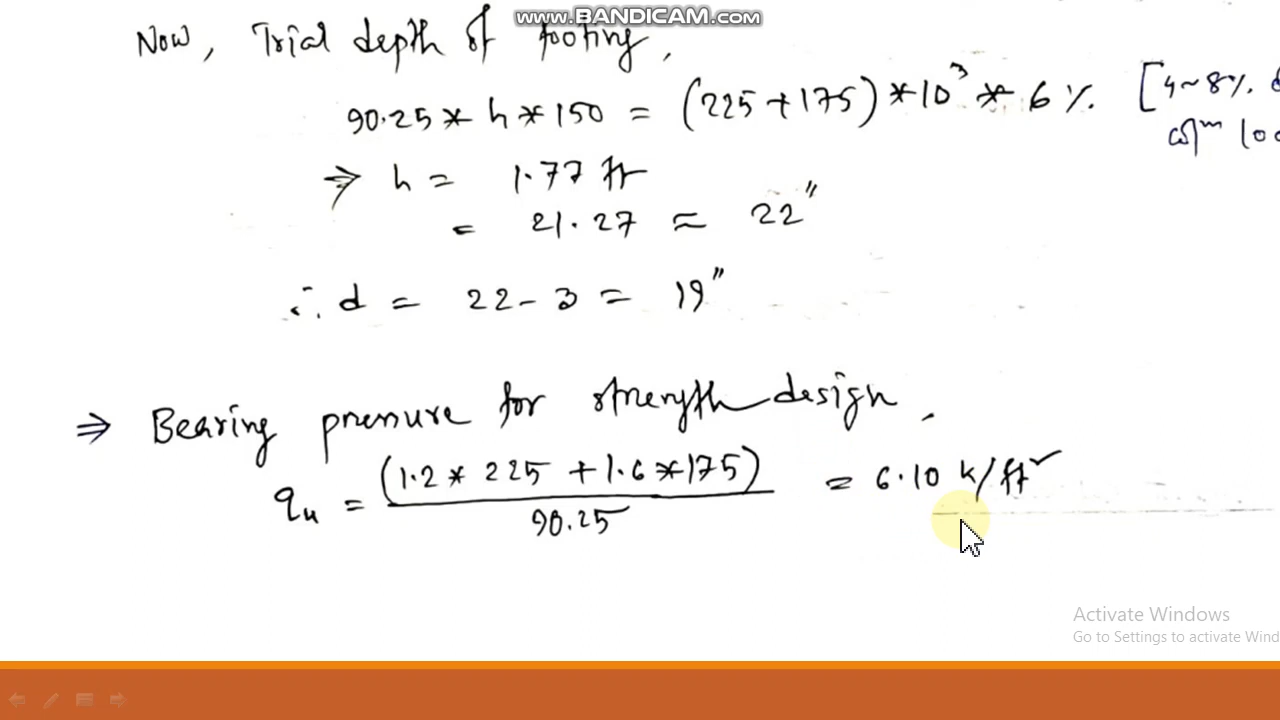 www.BANDICAM.com
Now, Trial depth of footing,
90.25 * h * 150 = (225 + 175) * 10³ * 6 %. [4~8%.
colᵐ
⇒ h = 1.77 ft
= 21.27 ≈ 22"
∴ d = 22 - 3 = 19"
⇒ Bearing pressure for strength design,
qᵤ = (1.2 * 225 + 1.6 * 175) / 90.25 = 6.10 k/ft²
Activate Windows
Go to Settings to activate Wind